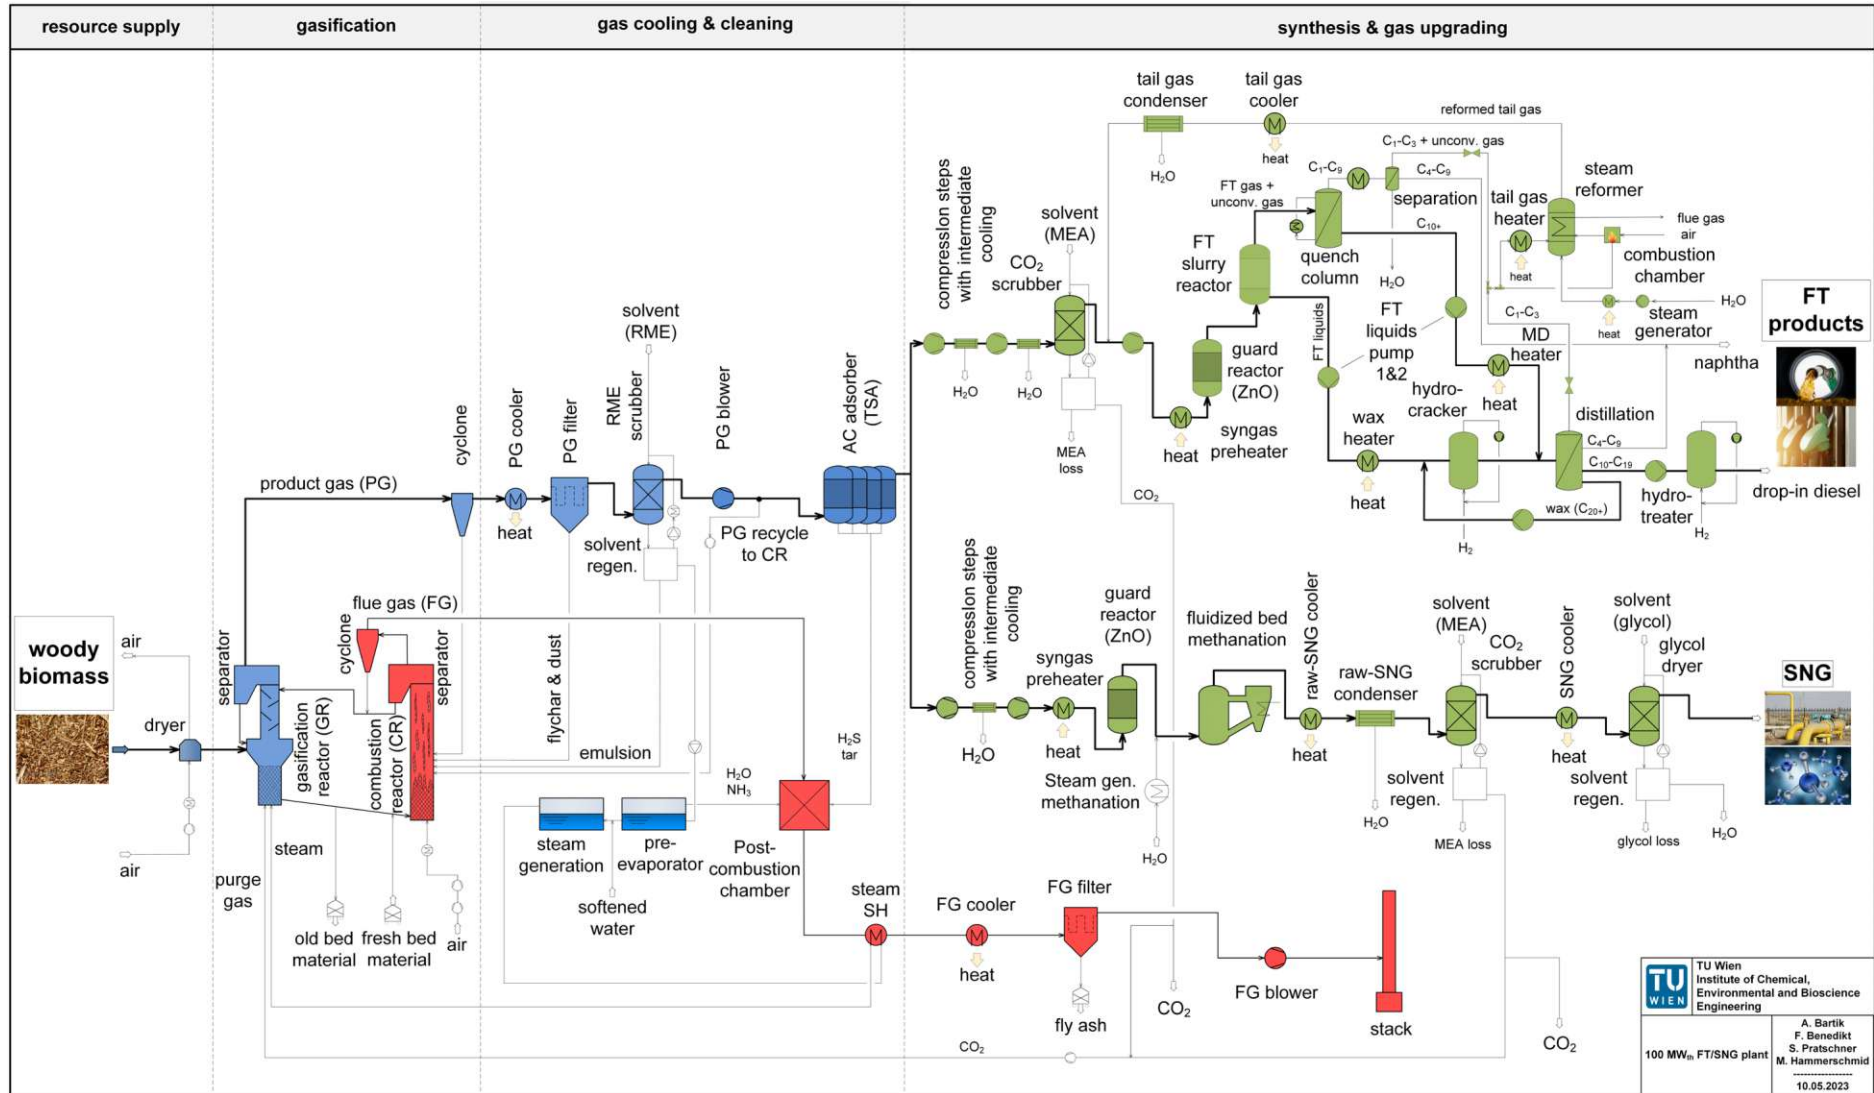 resource supply
gasification
gas cooling & cleaning
synthesis & gas upgrading
woody
biomass
air
dryer
air
separator
product gas (PG)
flue gas (FG)
cyclone
separator
gasification
reactor (GR)
combustion
reactor (CR)
steam
purge
gas
old bed
material
fresh bed
material
air
cyclone
PG cooler
heat
PG filter
RME
scrubber
solvent
(RME)
solvent
regen.
PG blower
PG recycle
to CR
AC adsorber
(TSA)
flychar & dust
emulsion
H2S
tar
H2O
NH3
steam
generation
pre-
evaporator
softened
water
Post-
combustion
chamber
steam
SH
FG cooler
heat
FG filter
fly ash
CO2
FG blower
stack
CO2
CO2
compression steps
with intermediate
cooling
H2O
H2O
CO2
scrubber
solvent
(MEA)
MEA
loss
CO2
tail gas
condenser
H2O
tail gas
cooler
heat
reformed tail gas
heat
syngas
preheater
guard
reactor
(ZnO)
FT
slurry
reactor
FT gas +
unconv. gas
C1-C9
C1-C3 + unconv. gas
C4-C9
separation
quench
column
H2O
C10+
FT liquids
FT
liquids
pump
1&2
wax
heater
heat
hydro-
cracker
H2
MD
heater
heat
C1-C3
tail gas
heater
heat
steam
reformer
flue gas
air
combustion
chamber
H2O
steam
generator
heat
naphtha
distillation
C4-C9
C10-C19
wax (C20+)
hydro-
treater
H2
drop-in diesel
FT
products
compression steps
with intermediate
cooling
H2O
syngas
preheater
heat
guard
reactor
(ZnO)
Steam gen.
methanation
H2O
fluidized bed
methanation
raw-SNG cooler
heat
raw-SNG
condenser
H2O
solvent
(MEA)
CO2
scrubber
solvent
regen.
MEA loss
SNG cooler
heat
solvent
(glycol)
glycol
dryer
solvent
regen.
glycol loss
H2O
SNG
TU
WIEN
TU Wien
Institute of Chemical,
Environmental and Bioscience
Engineering
100 MWth FT/SNG plant
A. Bartik
F. Benedikt
S. Pratschner
M. Hammerschmid
-----------------
10.05.2023